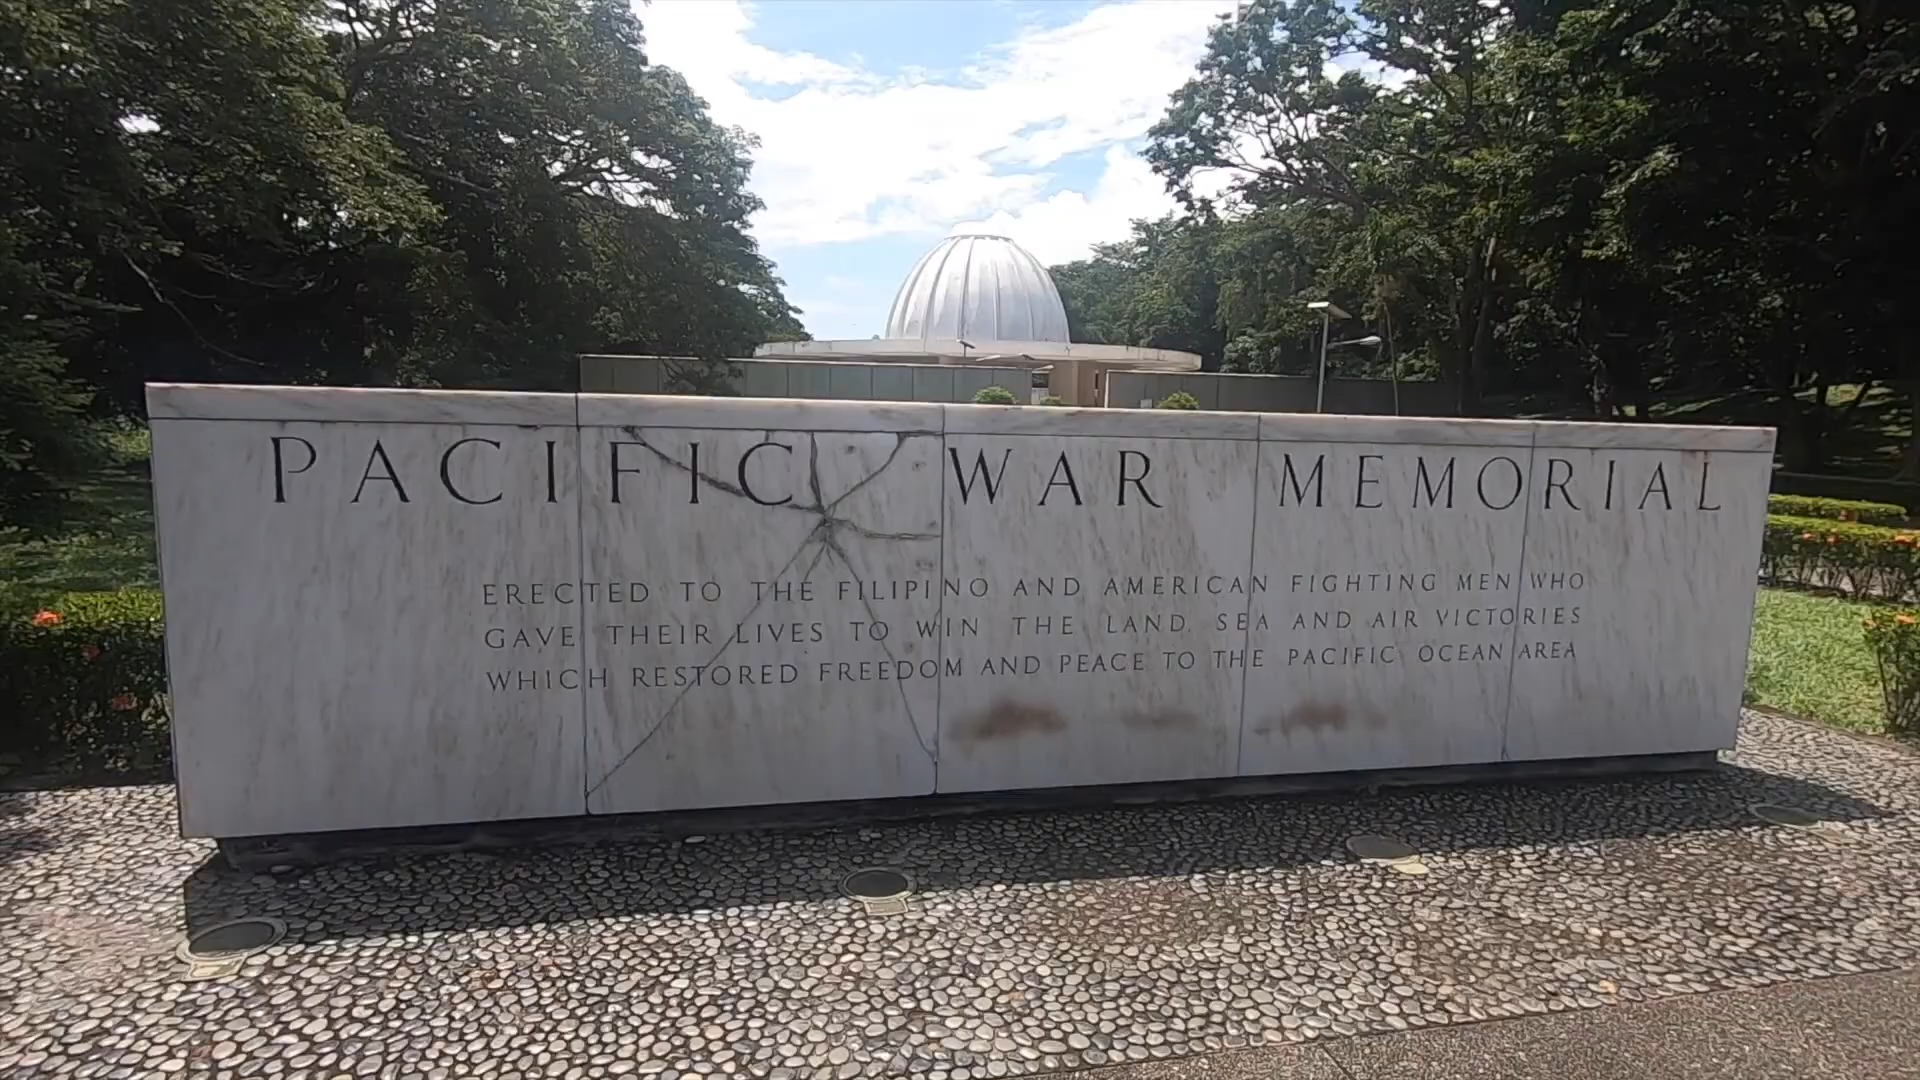 PACIFIC WAR MEMORIAL
ERECTED TO THE FILIPINO AND AMERICAN FIGHTING MEN WHO
GAVE THEIR LIVES TO WIN THE LAND, SEA AND AIR VICTORIES
WHICH RESTORED FREEDOM AND PEACE TO THE PACIFIC OCEAN AREA